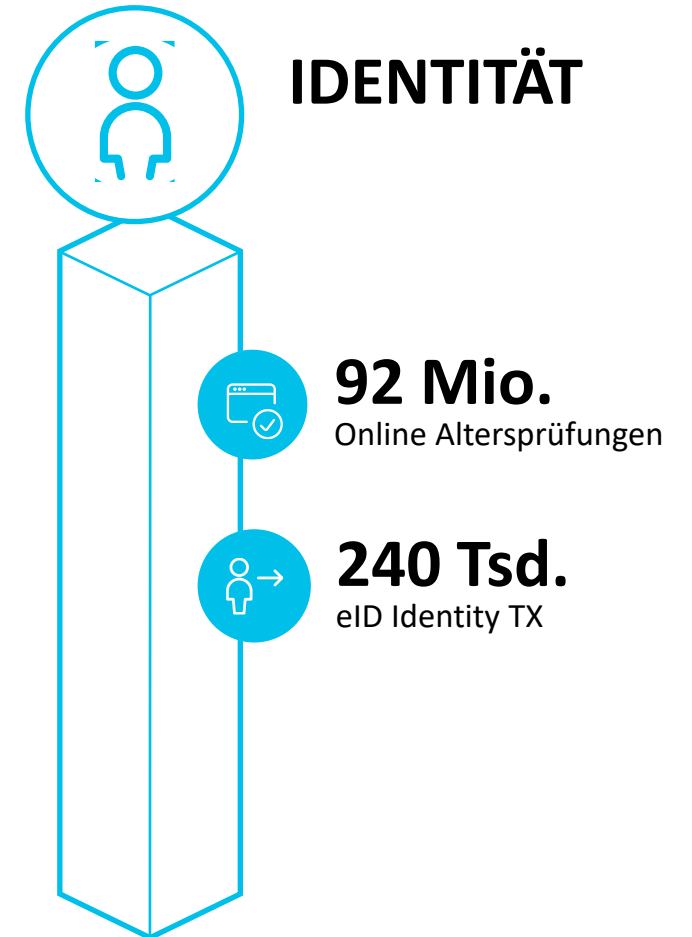 IDENTITÄT
92 Mio.
Online Altersprüfungen
240 Tsd.
eID Identity TX